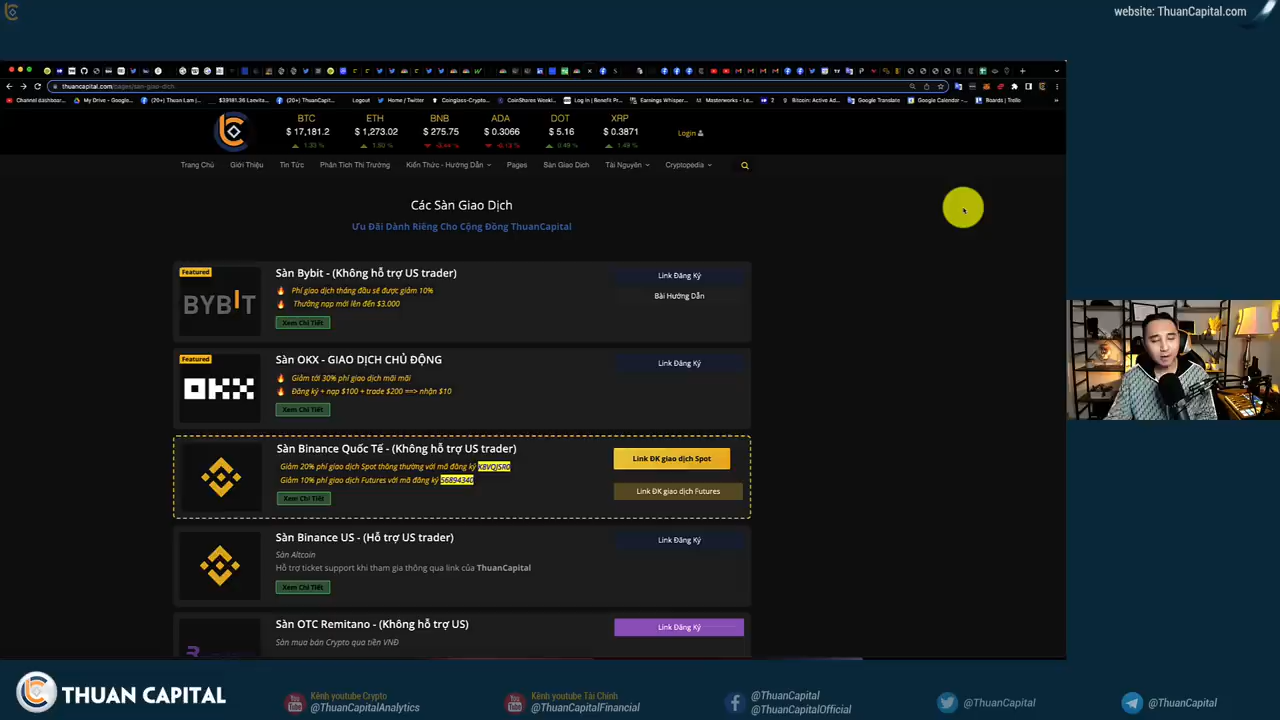 website: ThuanCapital.com
thuancapital.com/pages/san-giao-dich
BTC ETH BNB ADA DOT XRP
$ 17,181.2 $ 1,273.02 $ 275.75 $ 0.3066 $ 5.16 $ 0.3871
Login
Trang Chủ Giới Thiệu Tin Tức Phân Tích Thị Trường Kiến Thức - Hướng Dẫn Pages Sàn Giao Dịch Tài Nguyên Cryptopedia
Các Sàn Giao Dịch
Ưu Đãi Dành Riêng Cho Cộng Đồng ThuanCapital
Featured
BYBIT
Sàn Bybit - (Không hỗ trợ US trader)
Phí giao dịch tháng đầu sẽ được giảm 10%
Thưởng nạp mới lên đến $3.000
Xem Chi Tiết
Link Đăng Ký
Bài Hướng Dẫn
Featured
OKX
Sàn OKX - GIAO DỊCH CHỦ ĐỘNG
Giảm tới 30% phí giao dịch mãi mãi
Đăng ký + nạp $100 + trade $200 ==> nhận $10
Xem Chi Tiết
Link Đăng Ký
Sàn Binance Quốc Tế - (Không hỗ trợ US trader)
Giảm 20% phí giao dịch Spot thông thường với mã đăng ký K8VQJSR0
Giảm 10% phí giao dịch Futures với mã đăng ký 56894340
Xem Chi Tiết
Link ĐK giao dịch Spot
Link ĐK giao dịch Futures
Sàn Binance US - (Hỗ trợ US trader)
Sàn Altcoin
Hỗ trợ ticket support khi tham gia thông qua link của ThuanCapital
Xem Chi Tiết
Link Đăng Ký
Sàn OTC Remitano - (Không hỗ trợ US)
Sàn mua bán Crypto qua tiền VNĐ
Link Đăng Ký
THUAN CAPITAL
Kênh youtube Crypto
@ThuanCapitalAnalytics
Kênh youtube Tài Chính
@ThuanCapitalFinancial
@ThuanCapital
@ThuanCapitalOfficial
@ThuanCapital
@ThuanCapital